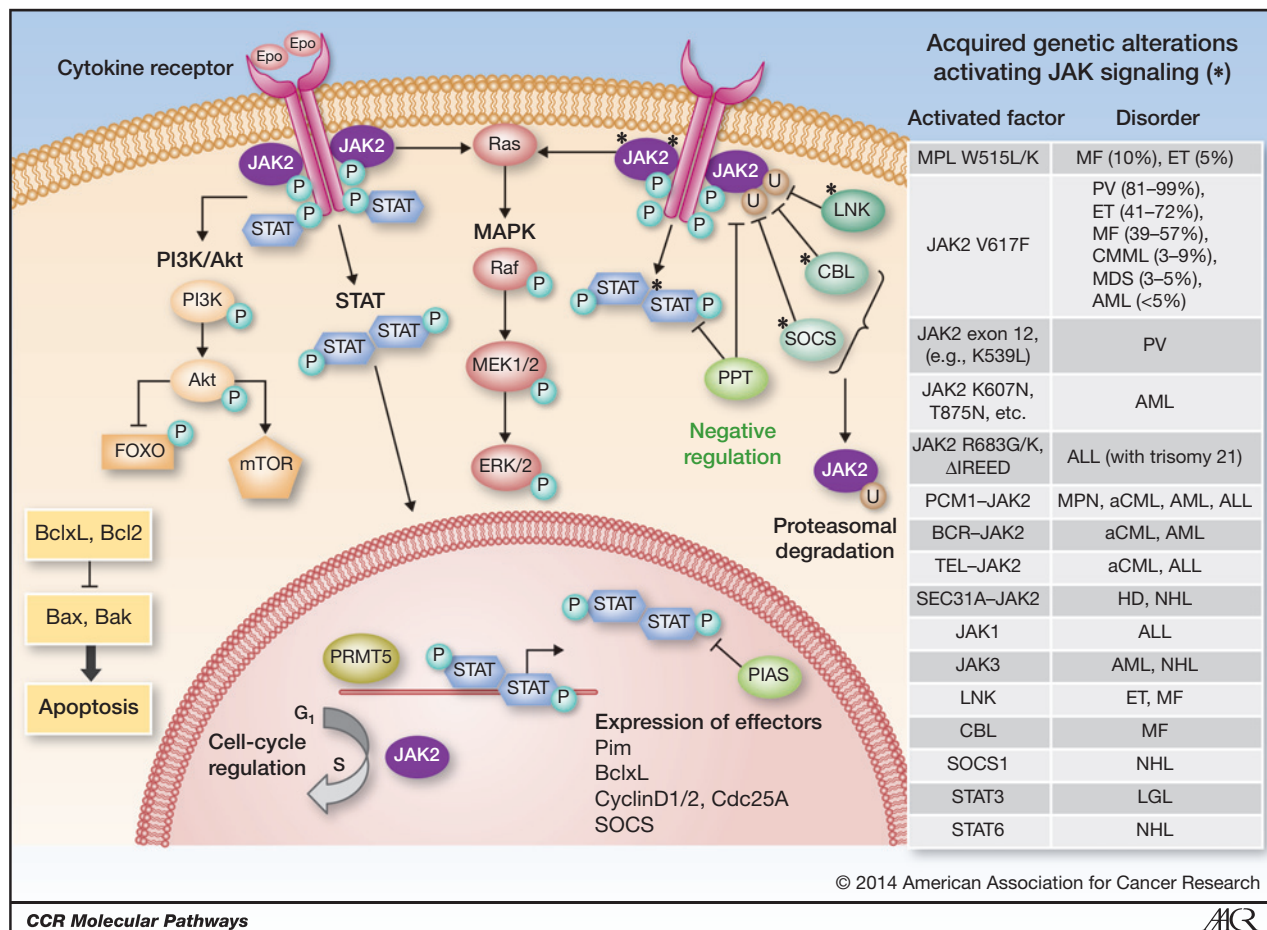 Cytokine receptor
Epo
Epo
JAK2
JAK2
P
P
P
P
STAT
STAT
Ras
JAK2
* *
JAK2
P
P
P
P
U
U
* LNK
* CBL
* SOCS
PI3K/Akt
PI3K
P
Akt
P
FOXO
P
mTOR
STAT
STAT
P
STAT
P
MAPK
Raf
P
MEK1/2
P
ERK/2
P
STAT
P
*
STAT
P
PPT
Negative
regulation
JAK2
U
Proteasomal
degradation
BclxL, Bcl2
Bax, Bak
Apoptosis
P
STAT
STAT
P
PIAS
PRMT5
P
STAT
STAT
P
G1
S
Cell-cycle
regulation
JAK2
Expression of effectors
Pim
BclxL
CyclinD1/2, Cdc25A
SOCS
Acquired genetic alterations
activating JAK signaling (*)
Activated factor Disorder
MPL W515L/K MF (10%), ET (5%)
JAK2 V617F
PV (81–99%),
ET (41–72%),
MF (39–57%),
CMML (3–9%),
MDS (3–5%),
AML (<5%)
JAK2 exon 12,
(e.g., K539L)
PV
JAK2 K607N,
T875N, etc.
AML
JAK2 R683G/K,
ΔIREED
ALL (with trisomy 21)
PCM1–JAK2 MPN, aCML, AML, ALL
BCR–JAK2 aCML, AML
TEL–JAK2 aCML, ALL
SEC31A–JAK2 HD, NHL
JAK1 ALL
JAK3 AML, NHL
LNK ET, MF
CBL MF
SOCS1 NHL
STAT3 LGL
STAT6 NHL
© 2014 American Association for Cancer Research
CCR Molecular Pathways
AACR